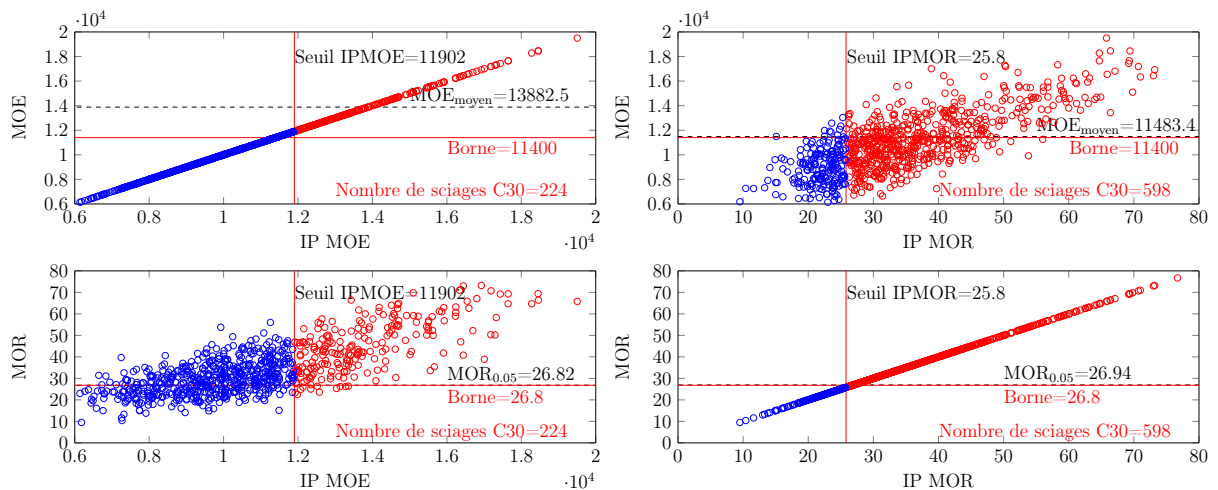 ·10⁴
2
1.8
1.6
1.4
1.2
1
0.8
0.6
MOE
Seuil IPMOE=11902
MOEmoyen=13882.5
Borne=11400
Nombre de sciages C30=224
0.6 0.8 1 1.2 1.4 1.6 1.8 2
IP MOE
·10⁴
·10⁴
2
1.8
1.6
1.4
1.2
1
0.8
0.6
MOE
Seuil IPMOR=25.8
MOEmoyen=11483.4
Borne=11400
Nombre de sciages C30=598
0 10 20 30 40 50 60 70 80
IP MOR
80
70
60
50
40
30
20
10
0
MOR
Seuil IPMOE=11902
MOR0.05=26.82
Borne=26.8
Nombre de sciages C30=224
0.6 0.8 1 1.2 1.4 1.6 1.8 2
IP MOE
·10⁴
80
70
60
50
40
30
20
10
0
MOR
Seuil IPMOR=25.8
MOR0.05=26.94
Borne=26.8
Nombre de sciages C30=598
0 10 20 30 40 50 60 70 80
IP MOR